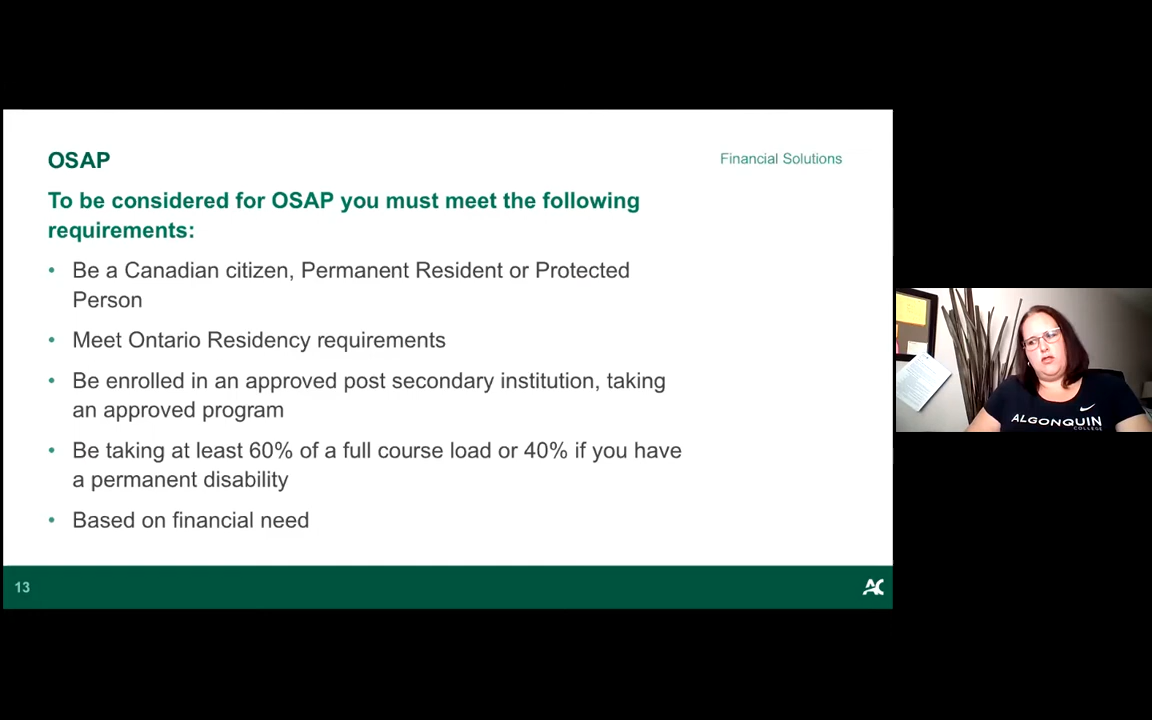 OSAP
Financial Solutions
To be considered for OSAP you must meet the following
requirements:
• Be a Canadian citizen, Permanent Resident or Protected
Person
• Meet Ontario Residency requirements
• Be enrolled in an approved post secondary institution, taking
an approved program
• Be taking at least 60% of a full course load or 40% if you have
a permanent disability
• Based on financial need
13
AC
ALGONQUIN
COLLEGE